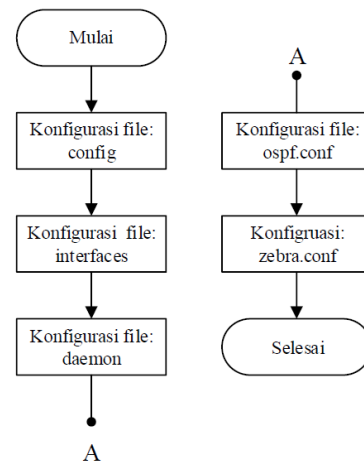 Mulai
Konfigurasi file:
config
Konfigurasi file:
interfaces
Konfigurasi file:
daemon
A
A
Konfigurasi file:
ospf.conf
Konfigruasi:
zebra.conf
Selesai